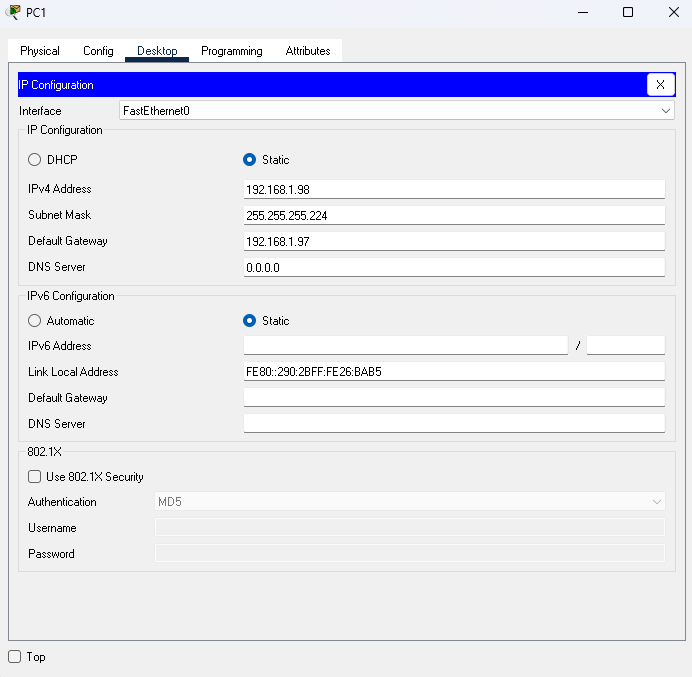 PC1
Physical Config Desktop Programming Attributes
IP Configuration X
Interface FastEthernet0
IP Configuration
DHCP Static
IPv4 Address 192.168.1.98
Subnet Mask 255.255.255.224
Default Gateway 192.168.1.97
DNS Server 0.0.0.0
IPv6 Configuration
Automatic Static
IPv6 Address /
Link Local Address FE80::290:2BFF:FE26:BAB5
Default Gateway
DNS Server
802.1X
Use 802.1X Security
Authentication MD5
Username
Password
Top